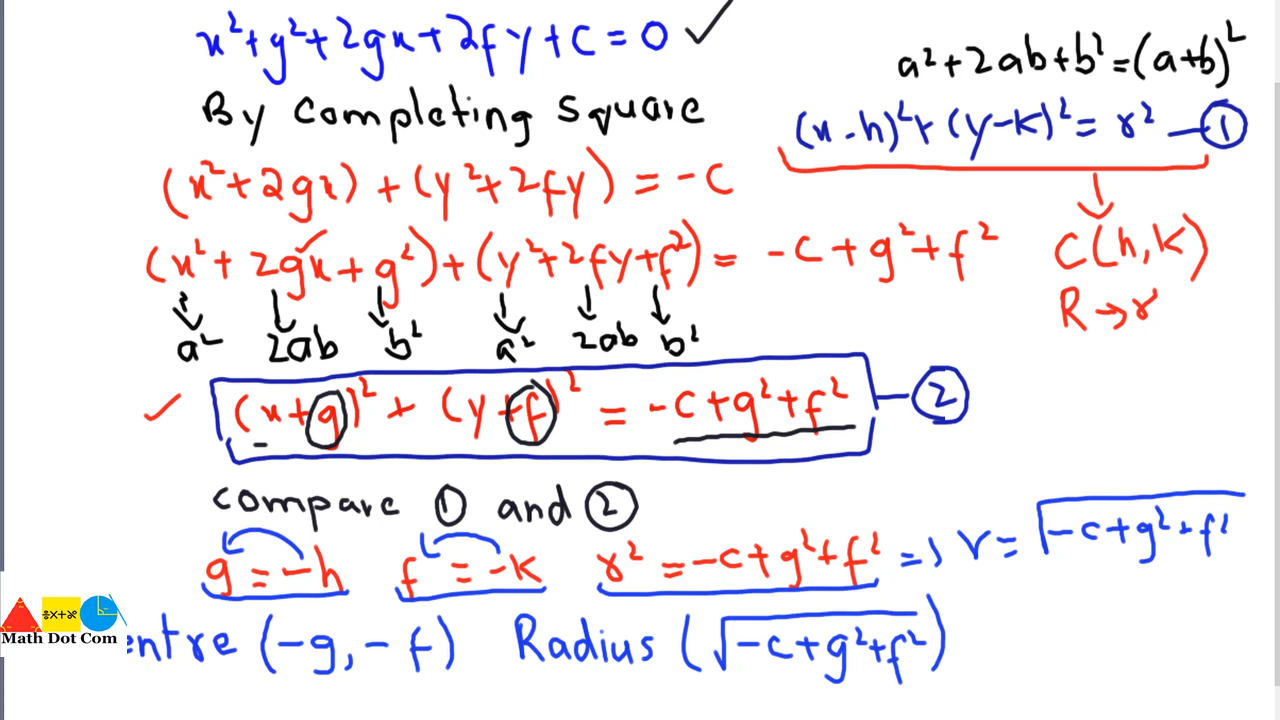 x²+y²+2gx+2fy+c=0 ✓
By completing square
(x²+2gx)+(y²+2fy)=-c
(x²+2gx+g²)+(y²+2fy+f²)=-c+g²+f²
a² 2ab b² a² 2ab b²
✓ (x+g)²+(y+f)²=-c+g²+f² — ②
compare ① and ②
g=-h f=-k r²=-c+g²+f² => r=√-c+g²+f²
entre (-g,-f) Radius (√-c+g²+f²)
a²+2ab+b²=(a+b)²
(x-h)²+(y-k)²=r² — ①
C(h,k)
R→r
÷×+×
Math Dot Com